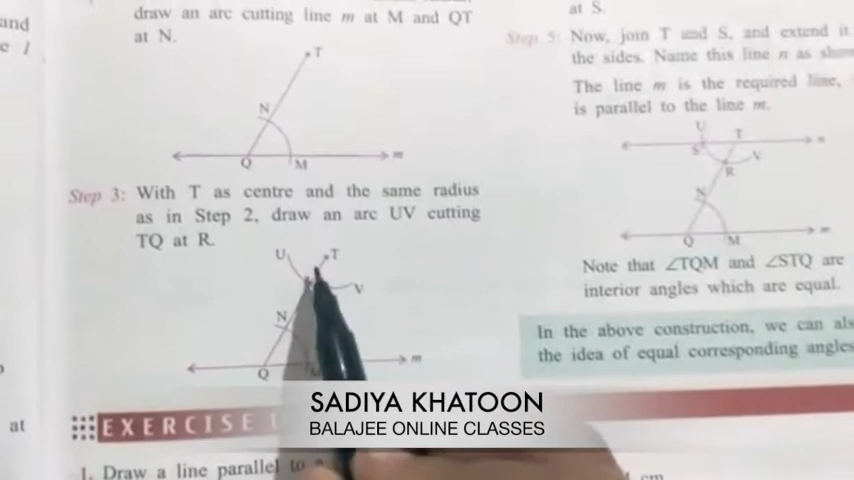 and
e l
draw an arc cutting line m at M and QT
at N.
T
N
Q
M
m
Step 3: With T as centre and the same radius
as in Step 2, draw an arc UV cutting
TQ at R.
U
T
V
N
Q
m
at
EXERCISE
1. Draw a line parallel to a
cm
at S.
Step 5: Now, join T and S, and extend it
the sides. Name this line n as show
The line m is the required line,
is parallel to the line m.
U
T
n
S
V
R
N
Q
M
m
Note that ∠TQM and ∠STQ are
interior angles which are equal.
In the above construction, we can als
the idea of equal corresponding angles
SADIYA KHATOON
BALAJEE ONLINE CLASSES